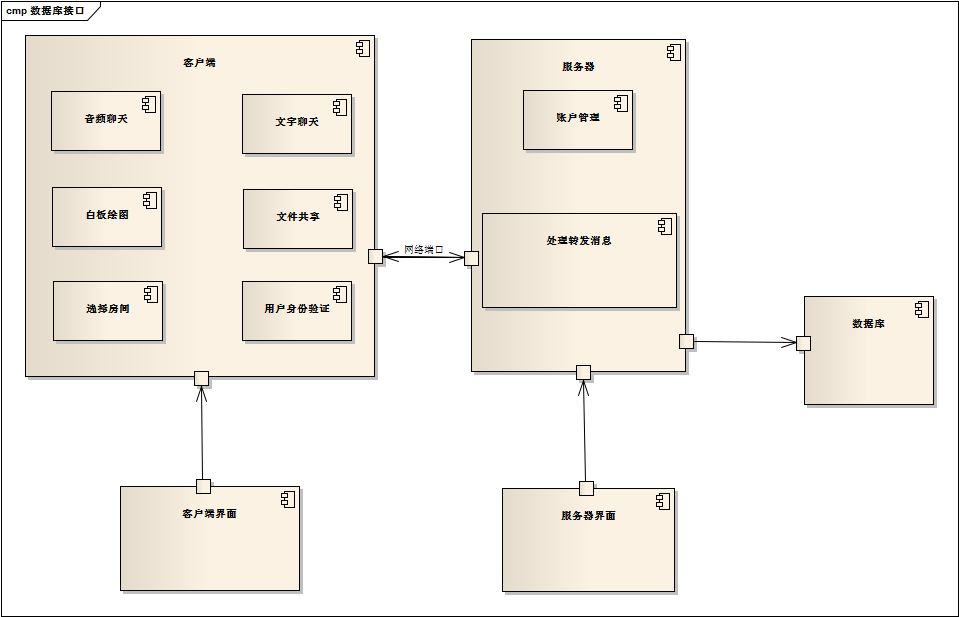 cmp 数据库接口
客户端
音频聊天
文字聊天
白板绘图
文件共享
选择房间
用户身份验证
网络端口
服务器
账户管理
处理转发消息
数据库
客户端界面
服务器界面